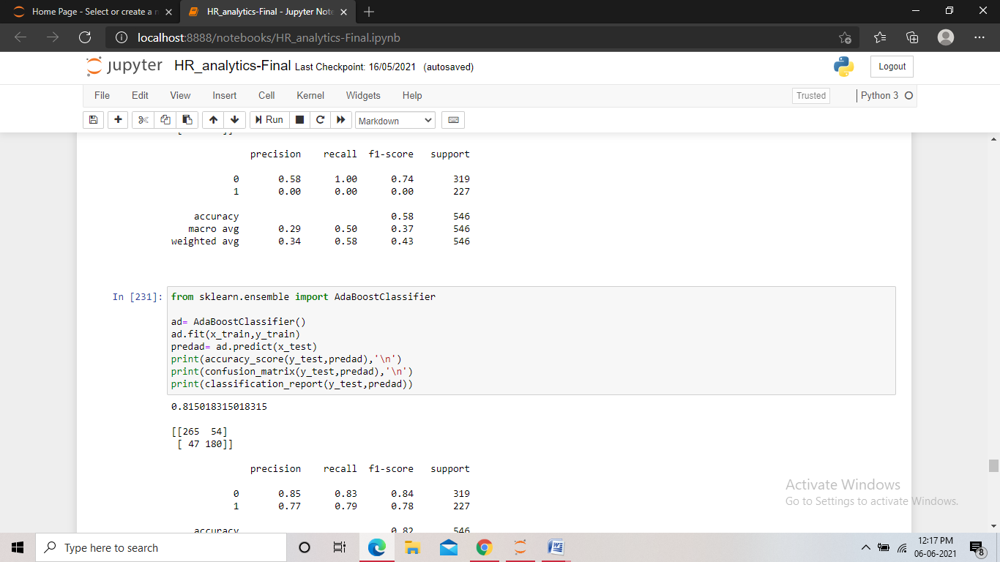 Home Page - Select or create a n
HR_analytics-Final - Jupyter Note
localhost:8888/notebooks/HR_analytics-Final.ipynb
jupyter HR_analytics-Final Last Checkpoint: 16/05/2021 (autosaved)
Logout
File Edit View Insert Cell Kernel Widgets Help
Trusted
Python 3
Run
Markdown
precision recall f1-score support
0 0.58 1.00 0.74 319
1 0.00 0.00 0.00 227
accuracy 0.58 546
macro avg 0.29 0.50 0.37 546
weighted avg 0.34 0.58 0.43 546
In [231]: from sklearn.ensemble import AdaBoostClassifier
ad= AdaBoostClassifier()
ad.fit(x_train,y_train)
predad= ad.predict(x_test)
print(accuracy_score(y_test,predad),'\n')
print(confusion_matrix(y_test,predad),'\n')
print(classification_report(y_test,predad))
0.815018315018315
[[265 54]
[ 47 180]]
precision recall f1-score support
0 0.85 0.83 0.84 319
1 0.77 0.79 0.78 227
accuracy 0.82 546
Activate Windows
Go to Settings to activate Windows.
Type here to search
12:17 PM
06-06-2021
8